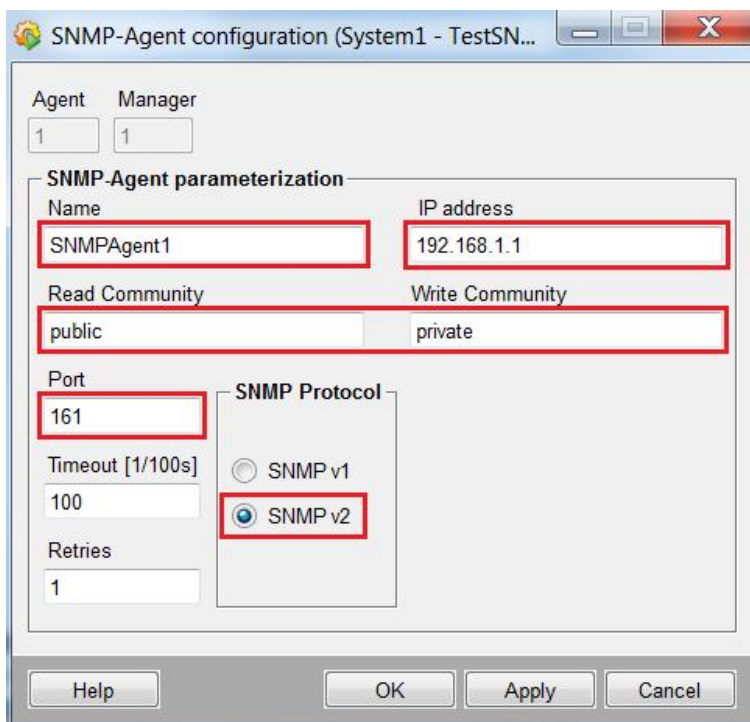 SNMP-Agent configuration (System1 - TestSN...
Agent Manager
1 1
SNMP-Agent parameterization
Name IP address
SNMPAgent1 192.168.1.1
Read Community Write Community
public private
Port
161
SNMP Protocol
Timeout [1/100s]
100
SNMP v1
SNMP v2
Retries
1
Help OK Apply Cancel